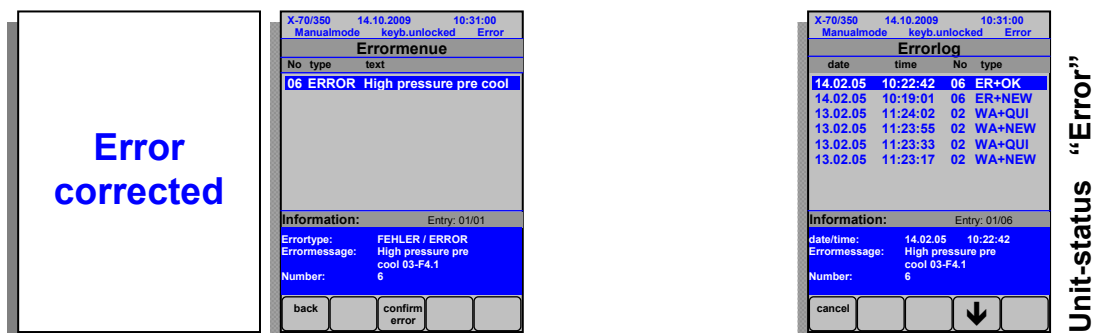 Error
corrected
X-70/350 14.10.2009 10:31:00
Manualmode keyb.unlocked Error
Errormenue
No type text
06 ERROR High pressure pre cool
Information: Entry: 01/01
Errortype: FEHLER / ERROR
Errormessage: High pressure pre
cool 03-F4.1
Number: 6
back confirm
error
X-70/350 14.10.2009 10:31:00
Manualmode keyb.unlocked Error
Errorlog
date time No type
14.02.05 10:22:42 06 ER+OK
14.02.05 10:19:01 06 ER+NEW
13.02.05 11:24:02 02 WA+QUI
13.02.05 11:23:55 02 WA+NEW
13.02.05 11:23:33 02 WA+QUI
13.02.05 11:23:17 02 WA+NEW
Information: Entry: 01/06
date/time: 14.02.05 10:22:42
Errormessage: High pressure pre
cool 03-F4.1
Number: 6
cancel
Unit-status “Error”